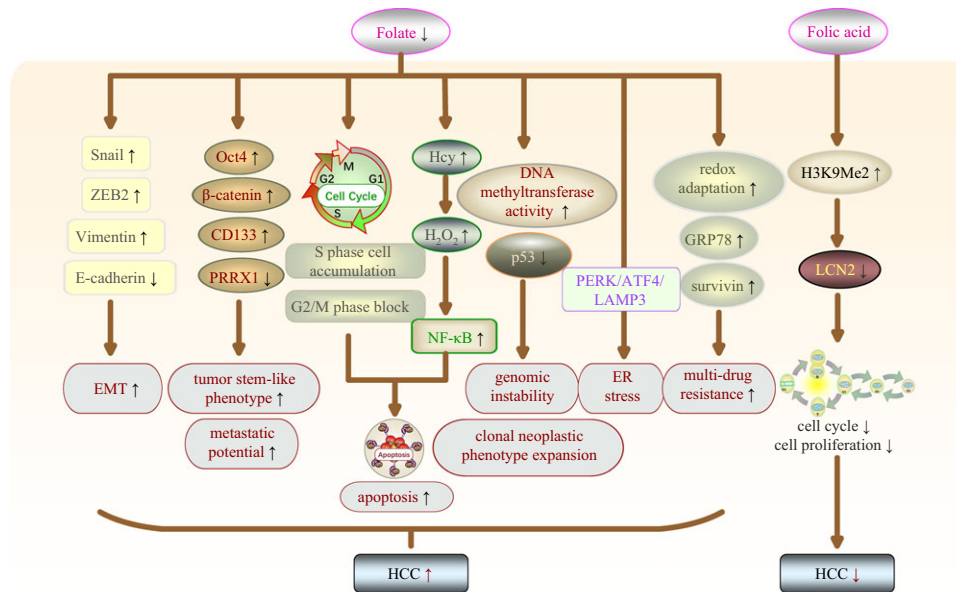 Folate ↓
Folic acid
Snail ↑
ZEB2 ↑
Vimentin ↑
E-cadherin ↓
EMT ↑
Oct4 ↑
β-catenin ↑
CD133 ↑
PRRX1 ↓
tumor stem-like
phenotype ↑
metastatic
potential ↑
M
G2
G1
Cell Cycle
S
S phase cell
accumulation
G2/M phase block
Hcy ↑
H₂O₂ ↑
NF-κB ↑
Apoptosis
apoptosis ↑
DNA
methyltransferase
activity ↑
p53 ↓
genomic
instability
clonal neoplastic
phenotype expansion
PERK/ATF4/
LAMP3
ER
stress
redox
adaptation ↑
GRP78 ↑
survivin ↑
multi-drug
resistance ↑
HCC ↑
H3K9Me2 ↑
LCN2 ↓
cell cycle ↓
cell proliferation ↓
HCC ↓